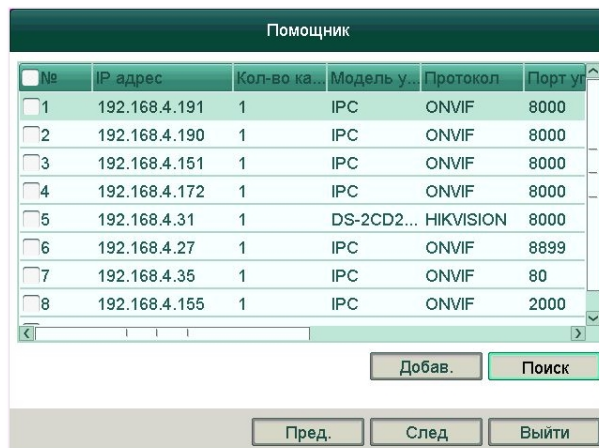 Помощник
№ IP адрес Кол-во ка... Модель у... Протокол Порт уп
1 192.168.4.191 1 IPC ONVIF 8000
2 192.168.4.190 1 IPC ONVIF 8000
3 192.168.4.151 1 IPC ONVIF 8000
4 192.168.4.172 1 IPC ONVIF 8000
5 192.168.4.31 1 DS-2CD2... HIKVISION 8000
6 192.168.4.27 1 IPC ONVIF 8899
7 192.168.4.35 1 IPC ONVIF 80
8 192.168.4.155 1 IPC ONVIF 2000
Добав. Поиск
Пред. След Выйти